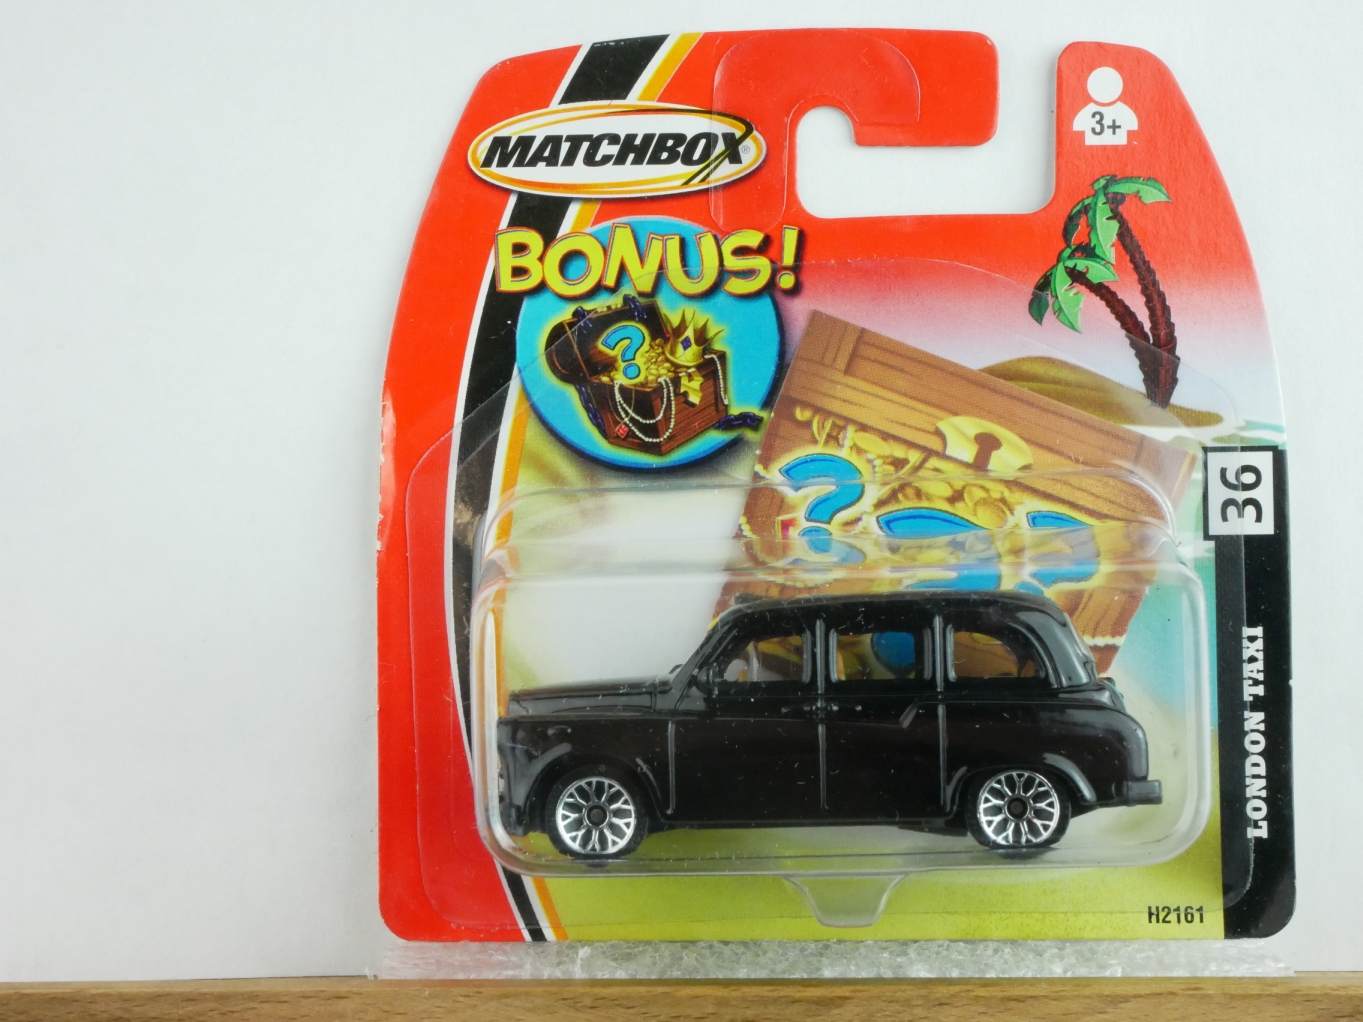 3+
MATCHBOX®
BONUS!
?
? ? ?
36
LONDON TAXI
H2161